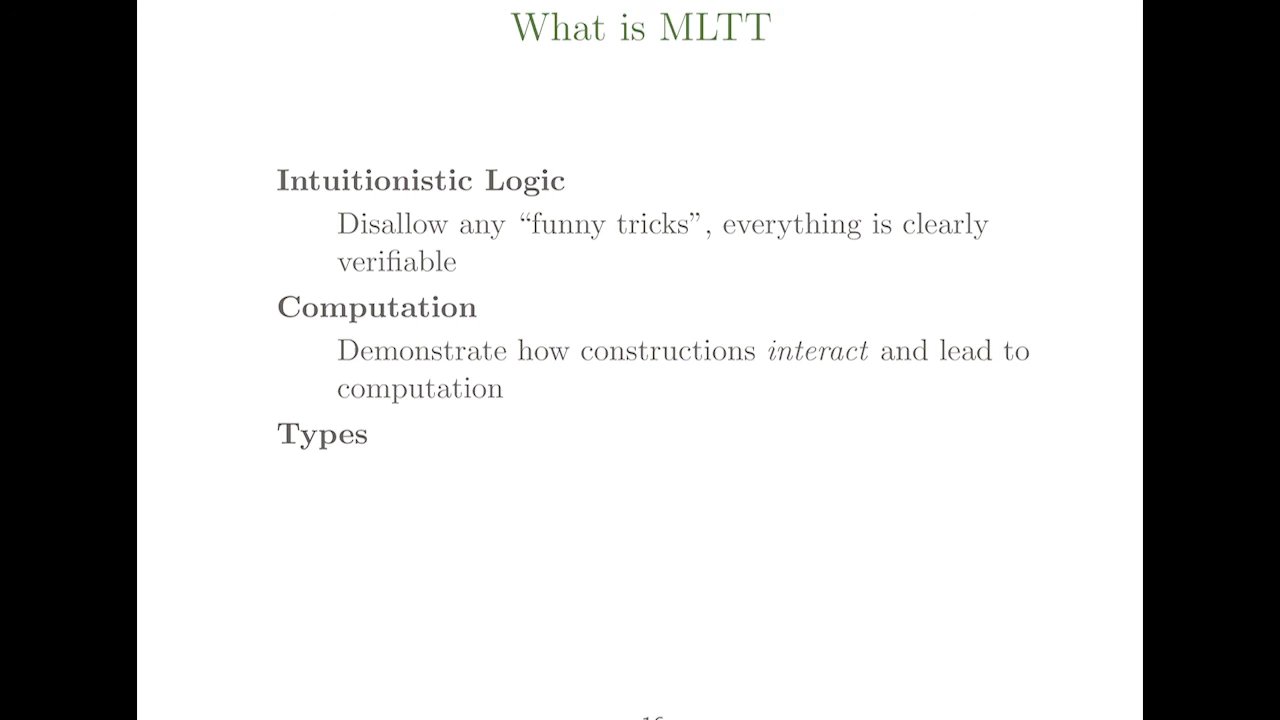 What is MLTT
Intuitionistic Logic
Disallow any “funny tricks”, everything is clearly
verifiable
Computation
Demonstrate how constructions interact and lead to
computation
Types